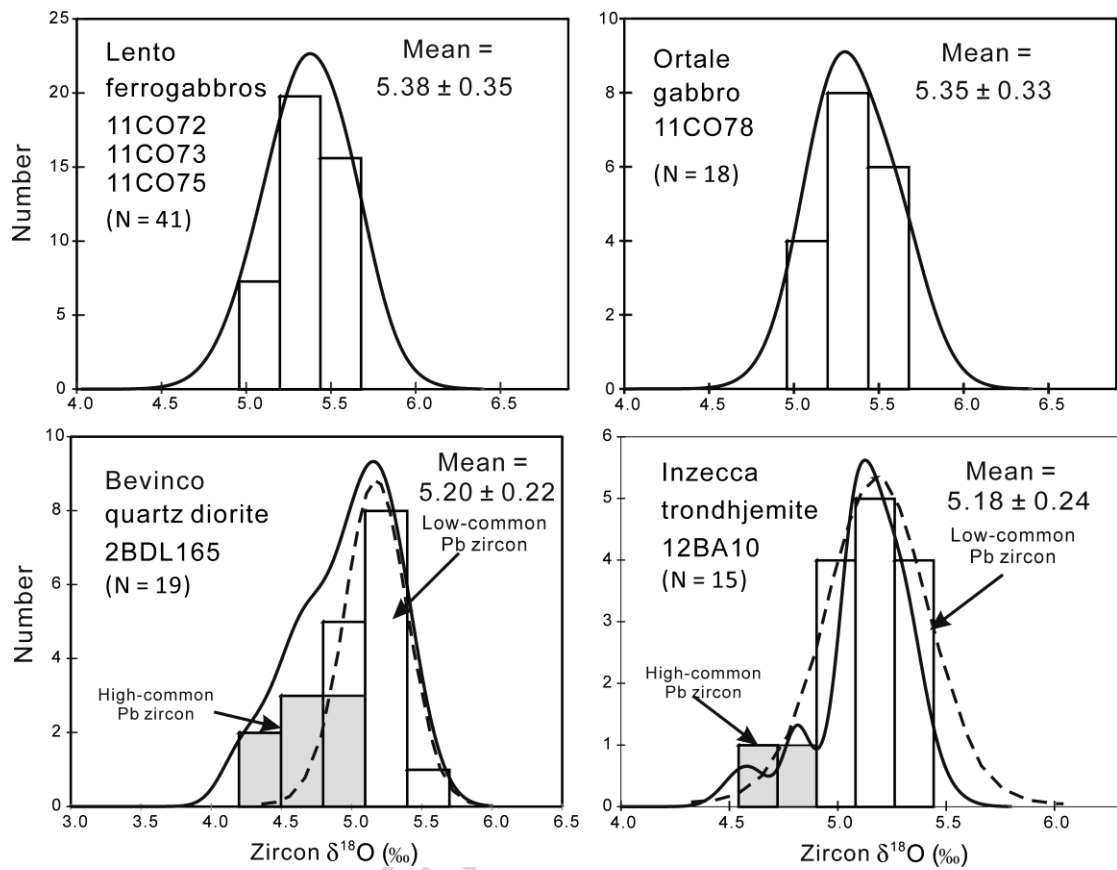 25
20
15
10
5
0
Number
Lento
ferrogabbros
11CO72
11CO73
11CO75
(N = 41)
Mean =
5.38 ± 0.35
4.0
4.5
5.0
5.5
6.0
6.5
10
8
6
4
2
0
Ortale
gabbro
11CO78
(N = 18)
Mean =
5.35 ± 0.33
4.0
4.5
5.0
5.5
6.0
6.5
10
8
6
4
2
0
Number
Bevinco
quartz diorite
2BDL165
(N = 19)
Mean =
5.20 ± 0.22
Low-common
Pb zircon
High-common
Pb zircon
3.0
4.0
4.5
5.0
5.5
6.0
6.5
Zircon δ¹⁸O (‰)
6
5
4
3
2
1
0
Inzecca
trondhjemite
12BA10
(N = 15)
Mean =
5.18 ± 0.24
Low-common
Pb zircon
High-common
Pb zircon
4.0
4.5
5.0
5.5
6.0
6.5
Zircon δ¹⁸O (‰)